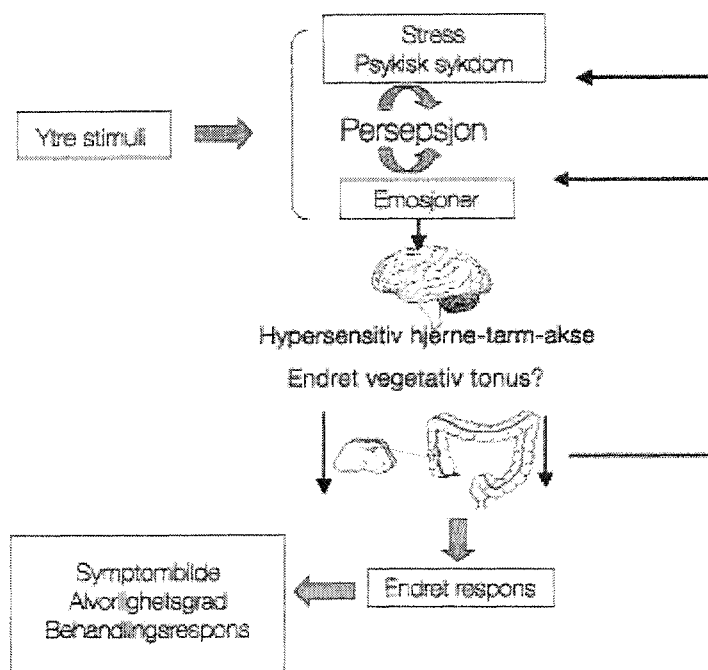 Stress
Psykisk sykdom
Ytre stimuli
Persepsjon
Emosjoner
Hypersensitiv hjerne-tarm-akse
Endret vegetativ tonus?
Endret respons
Symptombilde
Alvorlighetsgrad
Behandlingsrespons